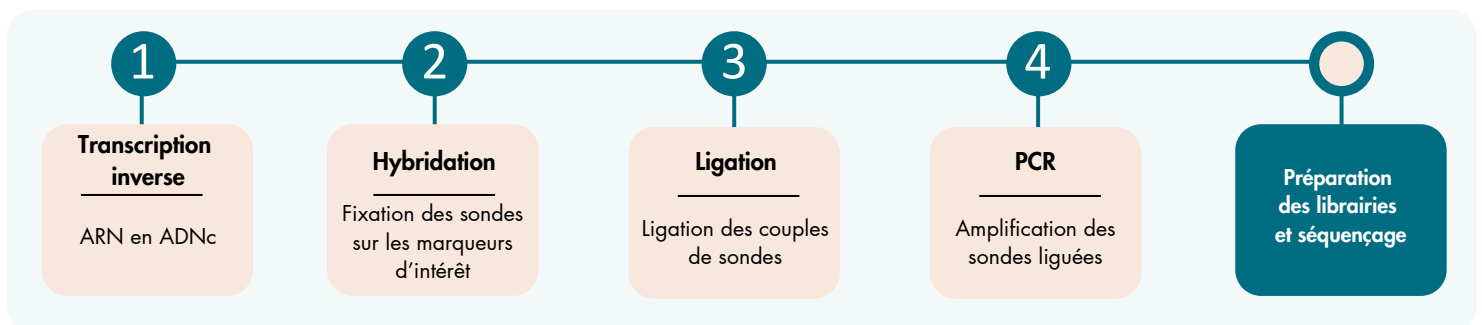 1
2
3
4
Transcription
inverse
ARN en ADNc
Hybridation
Fixation des sondes
sur les marqueurs
d'intérêt
Ligation
Ligation des couples
de sondes
PCR
Amplification des
sondes liguées
Préparation
des librairies
et séquençage